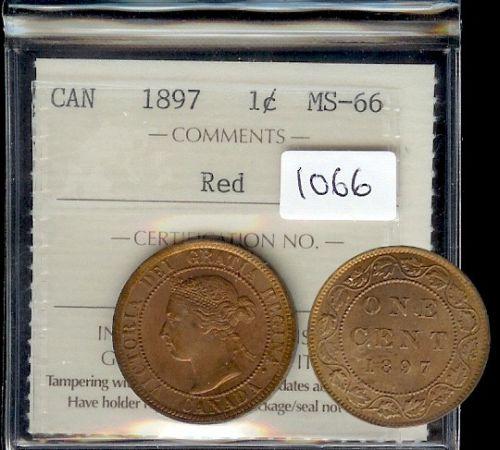 CAN 1897 1¢ MS-66
COMMENTS
Red
1066
CERTIFICATION NO.
Tampering
Have holder
VICTORIA DEI GRATIA REGINA
CANADA
ONE
CENT
1897